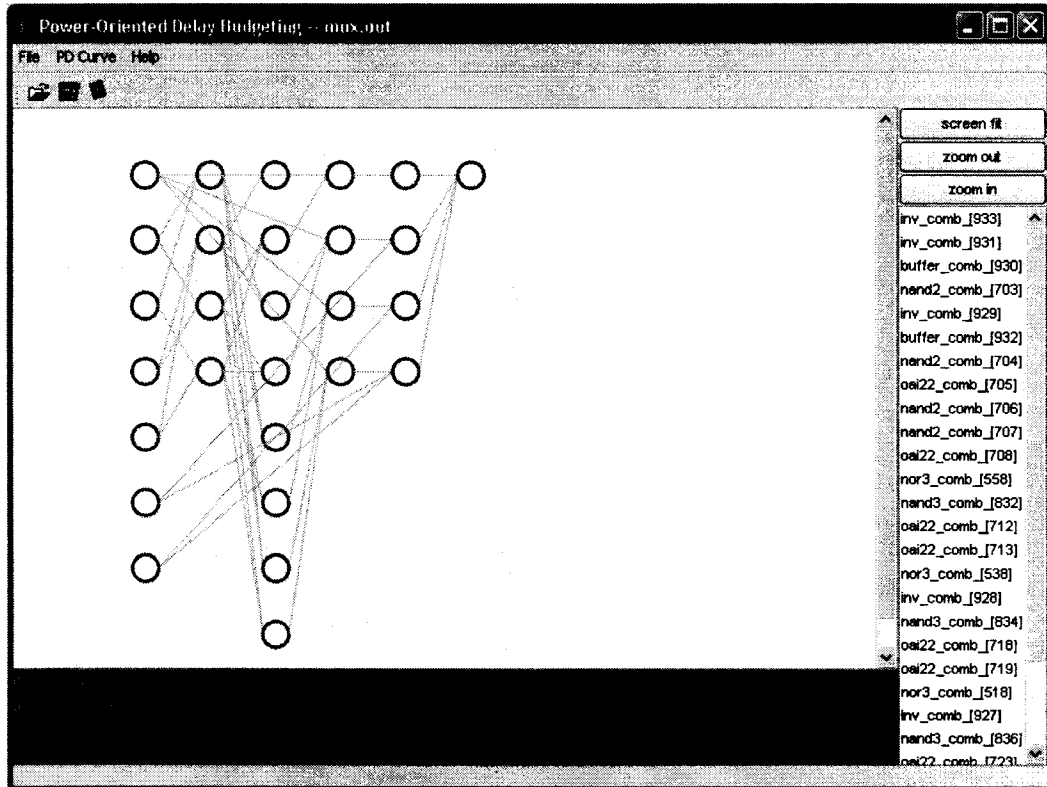 Power-Oriented Delay Budgeting -- mux.out
File PD Curve Help
screen fit
zoom out
zoom in
inv_comb_[933]
inv_comb_[931]
buffer_comb_[930]
nand2_comb_[703]
inv_comb_[929]
buffer_comb_[932]
nand2_comb_[704]
oai22_comb_[705]
nand2_comb_[706]
nand2_comb_[707]
oai22_comb_[708]
nor3_comb_[558]
nand3_comb_[832]
oai22_comb_[712]
oai22_comb_[713]
nor3_comb_[538]
inv_comb_[928]
nand3_comb_[834]
oai22_comb_[718]
oai22_comb_[719]
nor3_comb_[518]
inv_comb_[927]
nand3_comb_[836]
oai22_comb_[723]